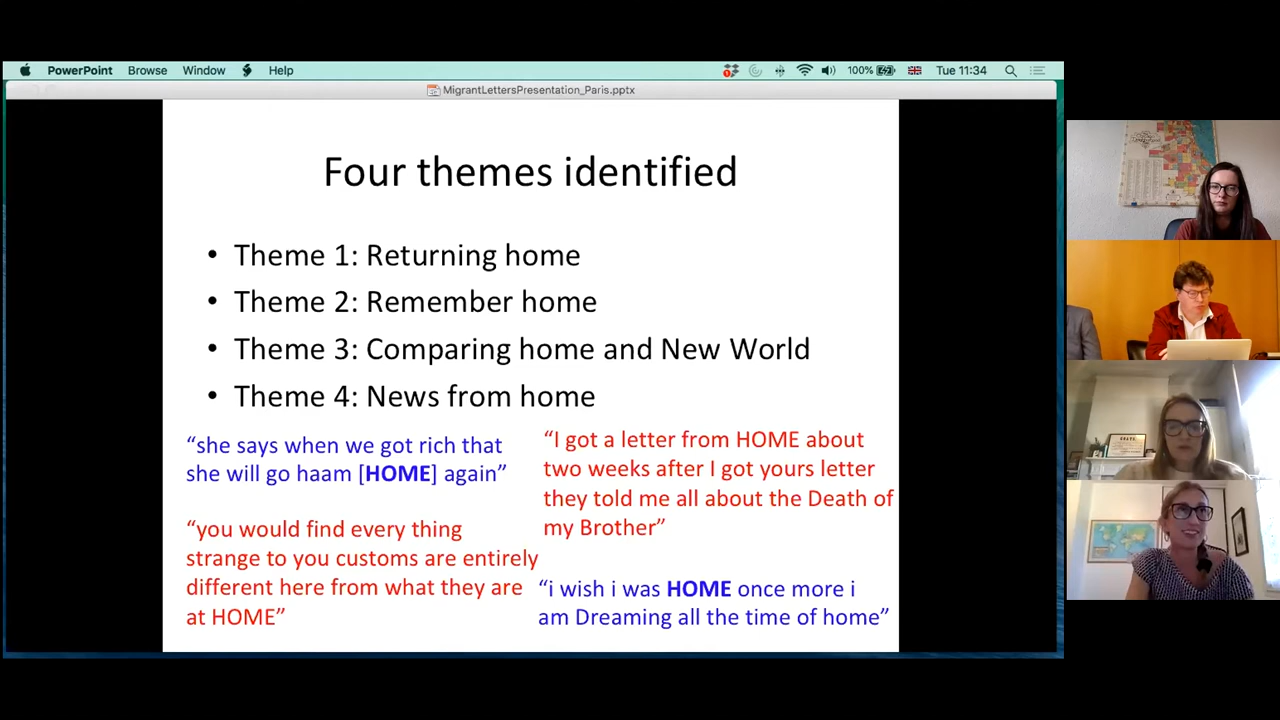 PowerPoint Browse Window Help 100% Tue 11:34
MigrantLettersPresentation_Paris.pptx
Four themes identified
• Theme 1: Returning home
• Theme 2: Remember home
• Theme 3: Comparing home and New World
• Theme 4: News from home
“she says when we got rich that
she will go haam [HOME] again”
“you would find every thing
strange to you customs are entirely
different here from what they are
at HOME”
“I got a letter from HOME about
two weeks after I got yours letter
they told me all about the Death of
my Brother”
“i wish i was HOME once more i
am Dreaming all the time of home”